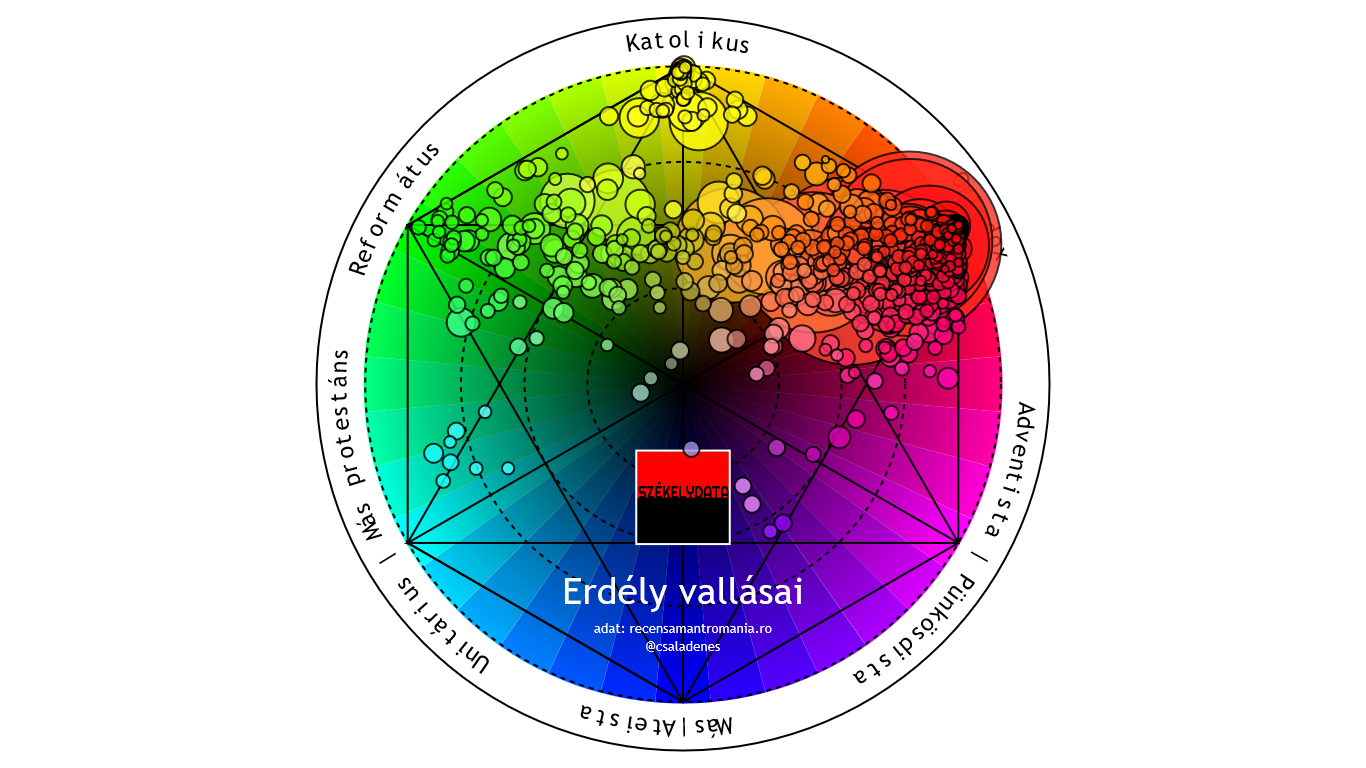 Katolikus
Református
Más protestáns
Unitárius | Más protestáns
Adventista | Pünkösdista
Más|Ateista
SZÉKELYDATA
Erdély vallásai
adat: recensamantromania.ro
@csaladenes